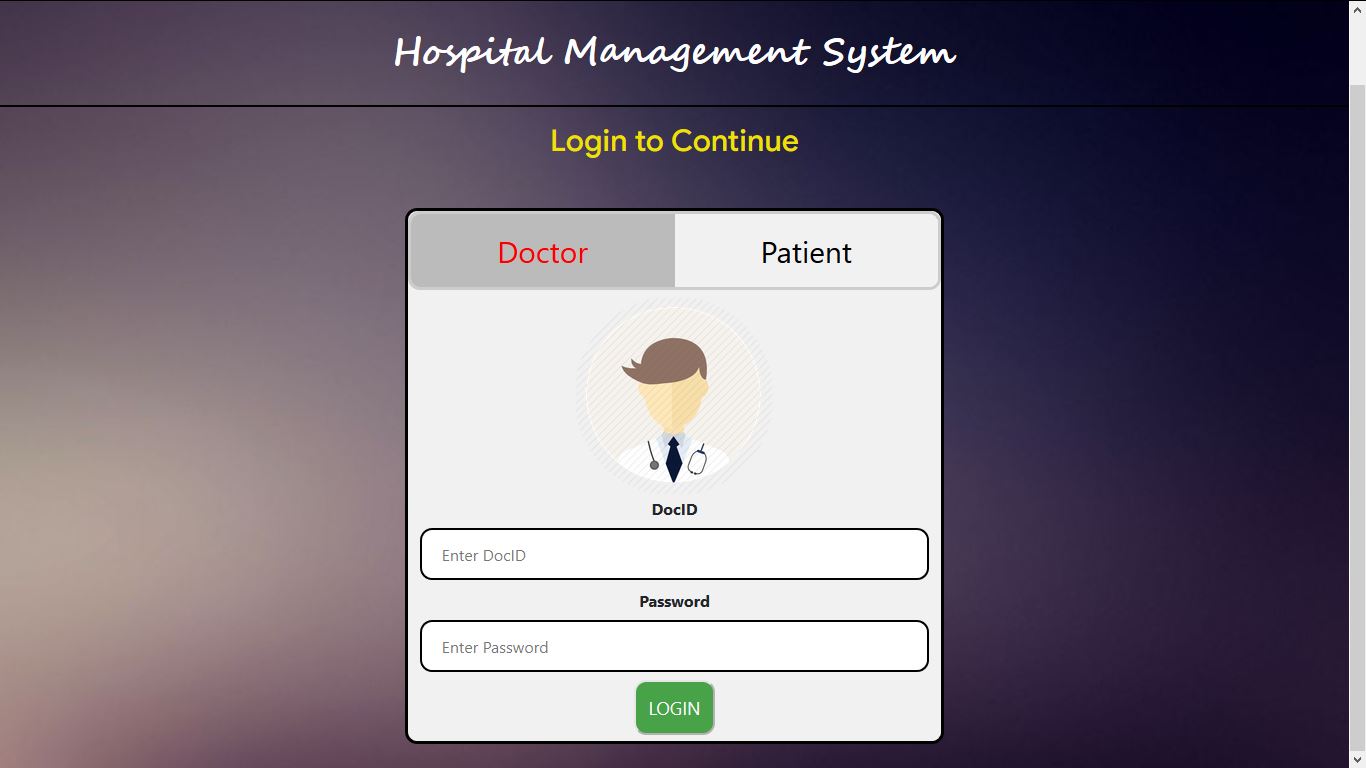 Hospital Management System
Login to Continue
Doctor Patient
DocID
Enter DocID
Password
Enter Password
LOGIN